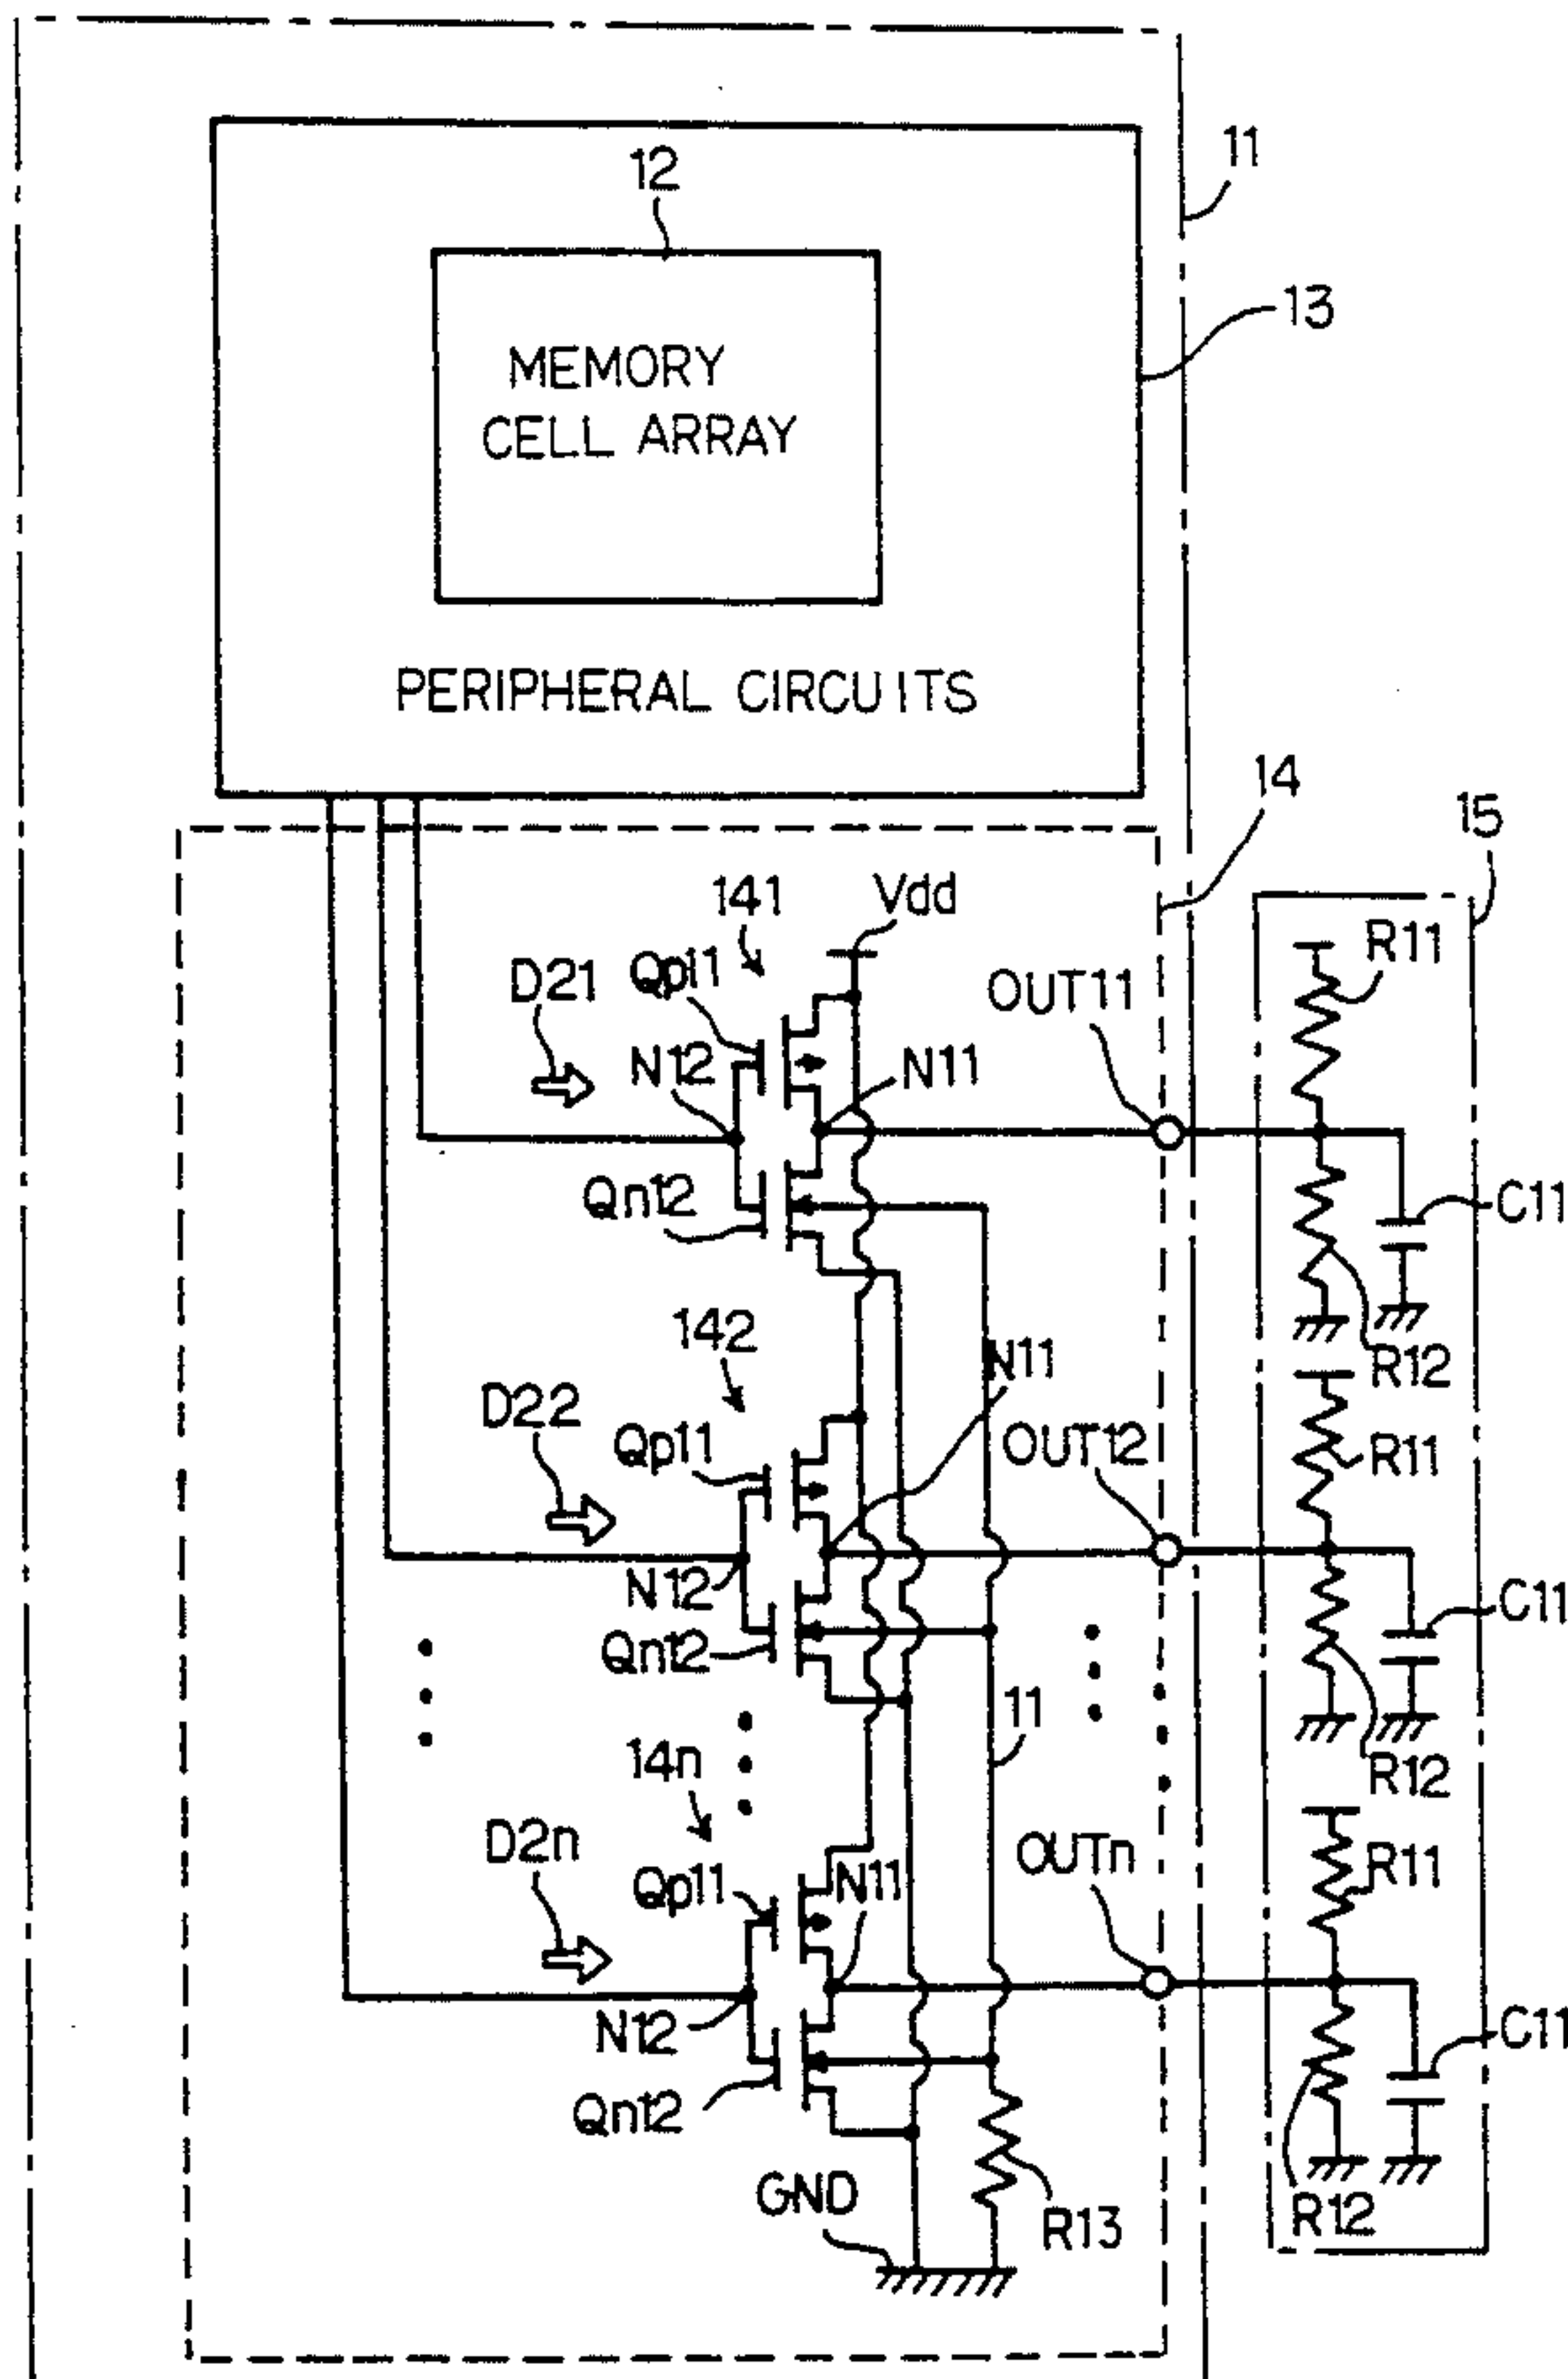 11
12
13
MEMORY
CELL ARRAY
PERIPHERAL CIRCUITS
14
15
141
Vdd
R11
D21
Qp11
OUT11
N12
N11
Qn12
C11
142
N11
R12
D22
Qp11
OUT12
R11
N12
C11
Qn12
11
14n
R12
D2n
OUTn
R11
Qp11
N11
N12
C11
Qn12
GND
R13
R12